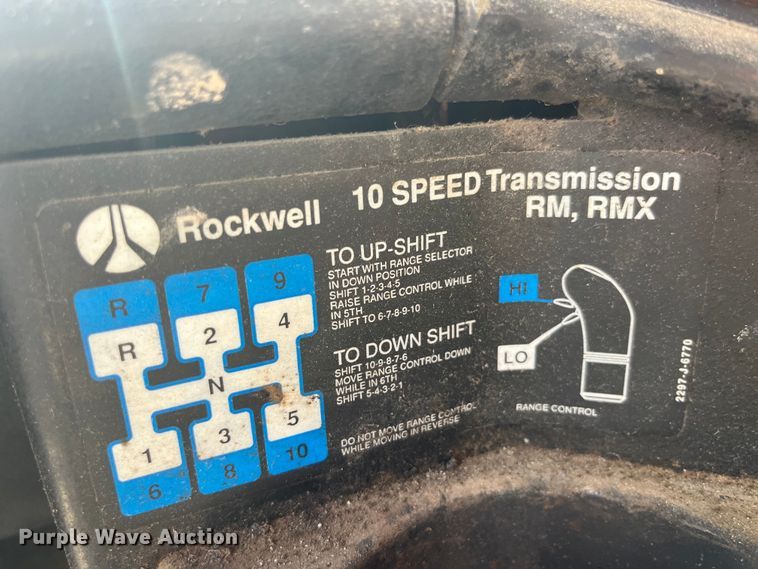 Rockwell 10 SPEED Transmission
RM, RMX
TO UP-SHIFT
START WITH RANGE SELECTOR
IN DOWN POSITION
SHIFT 1-2-3-4-5
RAISE RANGE CONTROL WHILE
IN 5TH
SHIFT TO 6-7-8-9-10
TO DOWN SHIFT
SHIFT 10-9-8-7-6
MOVE RANGE CONTROL DOWN
WHILE IN 6TH
SHIFT 5-4-3-2-1
DO NOT MOVE RANGE CONTROL
WHILE MOVING IN REVERSE
R 7 9
R 2 4
N
1 3 5
6 8 10
HI
LO
RANGE CONTROL
2297-J-6770
Purple Wave Auction